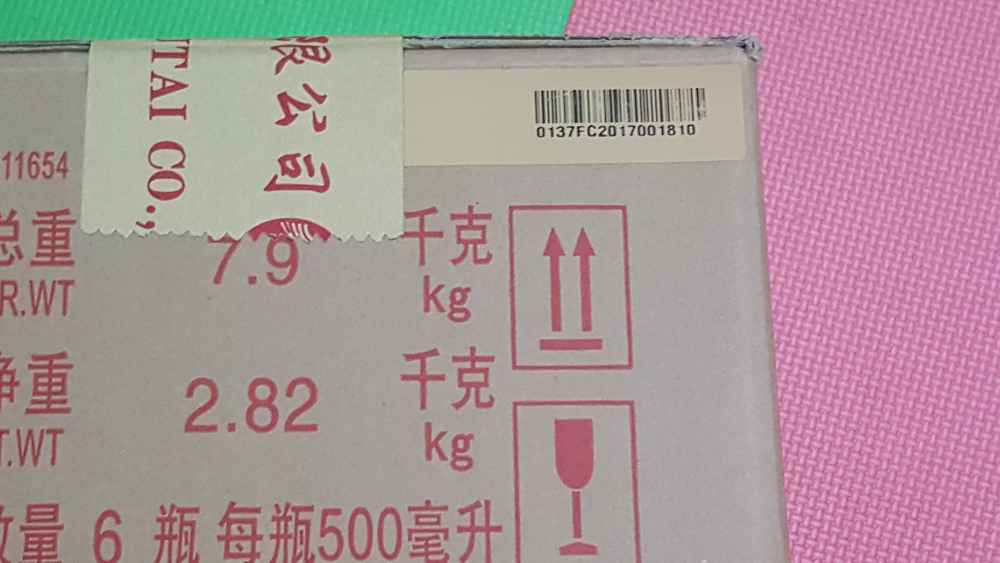 限公司
TAI CO.,
0137FC2017001810
11654
总重 7.9 千克
R.WT kg
净重 2.82 千克
T.WT kg
数量 6 瓶 每瓶500毫升